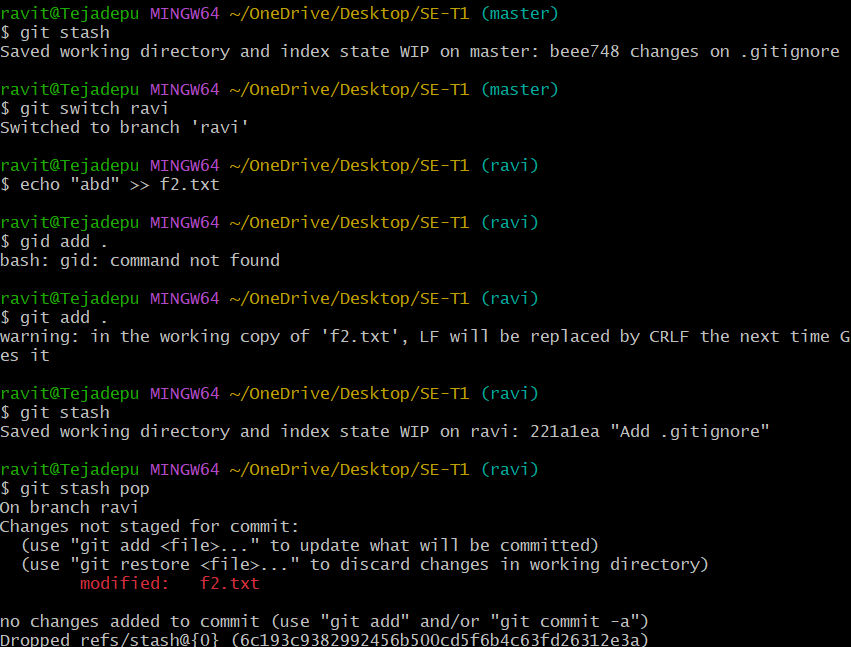 ravit@Tejadepu MINGW64 ~/OneDrive/Desktop/SE-T1 (master)
$ git stash
Saved working directory and index state WIP on master: beee748 changes on .gitignore
ravit@Tejadepu MINGW64 ~/OneDrive/Desktop/SE-T1 (master)
$ git switch ravi
Switched to branch 'ravi'
ravit@Tejadepu MINGW64 ~/OneDrive/Desktop/SE-T1 (ravi)
$ echo "abd" >> f2.txt
ravit@Tejadepu MINGW64 ~/OneDrive/Desktop/SE-T1 (ravi)
$ gid add .
bash: gid: command not found
ravit@Tejadepu MINGW64 ~/OneDrive/Desktop/SE-T1 (ravi)
$ git add .
warning: in the working copy of 'f2.txt', LF will be replaced by CRLF the next time G
es it
ravit@Tejadepu MINGW64 ~/OneDrive/Desktop/SE-T1 (ravi)
$ git stash
Saved working directory and index state WIP on ravi: 221a1ea "Add .gitignore"
ravit@Tejadepu MINGW64 ~/OneDrive/Desktop/SE-T1 (ravi)
$ git stash pop
On branch ravi
Changes not staged for commit:
  (use "git add <file>..." to update what will be committed)
  (use "git restore <file>..." to discard changes in working directory)
        modified:   f2.txt
no changes added to commit (use "git add" and/or "git commit -a")
Dropped refs/stash@{0} (6c193c9382992456b500cd5f6b4c63fd26312e3a)